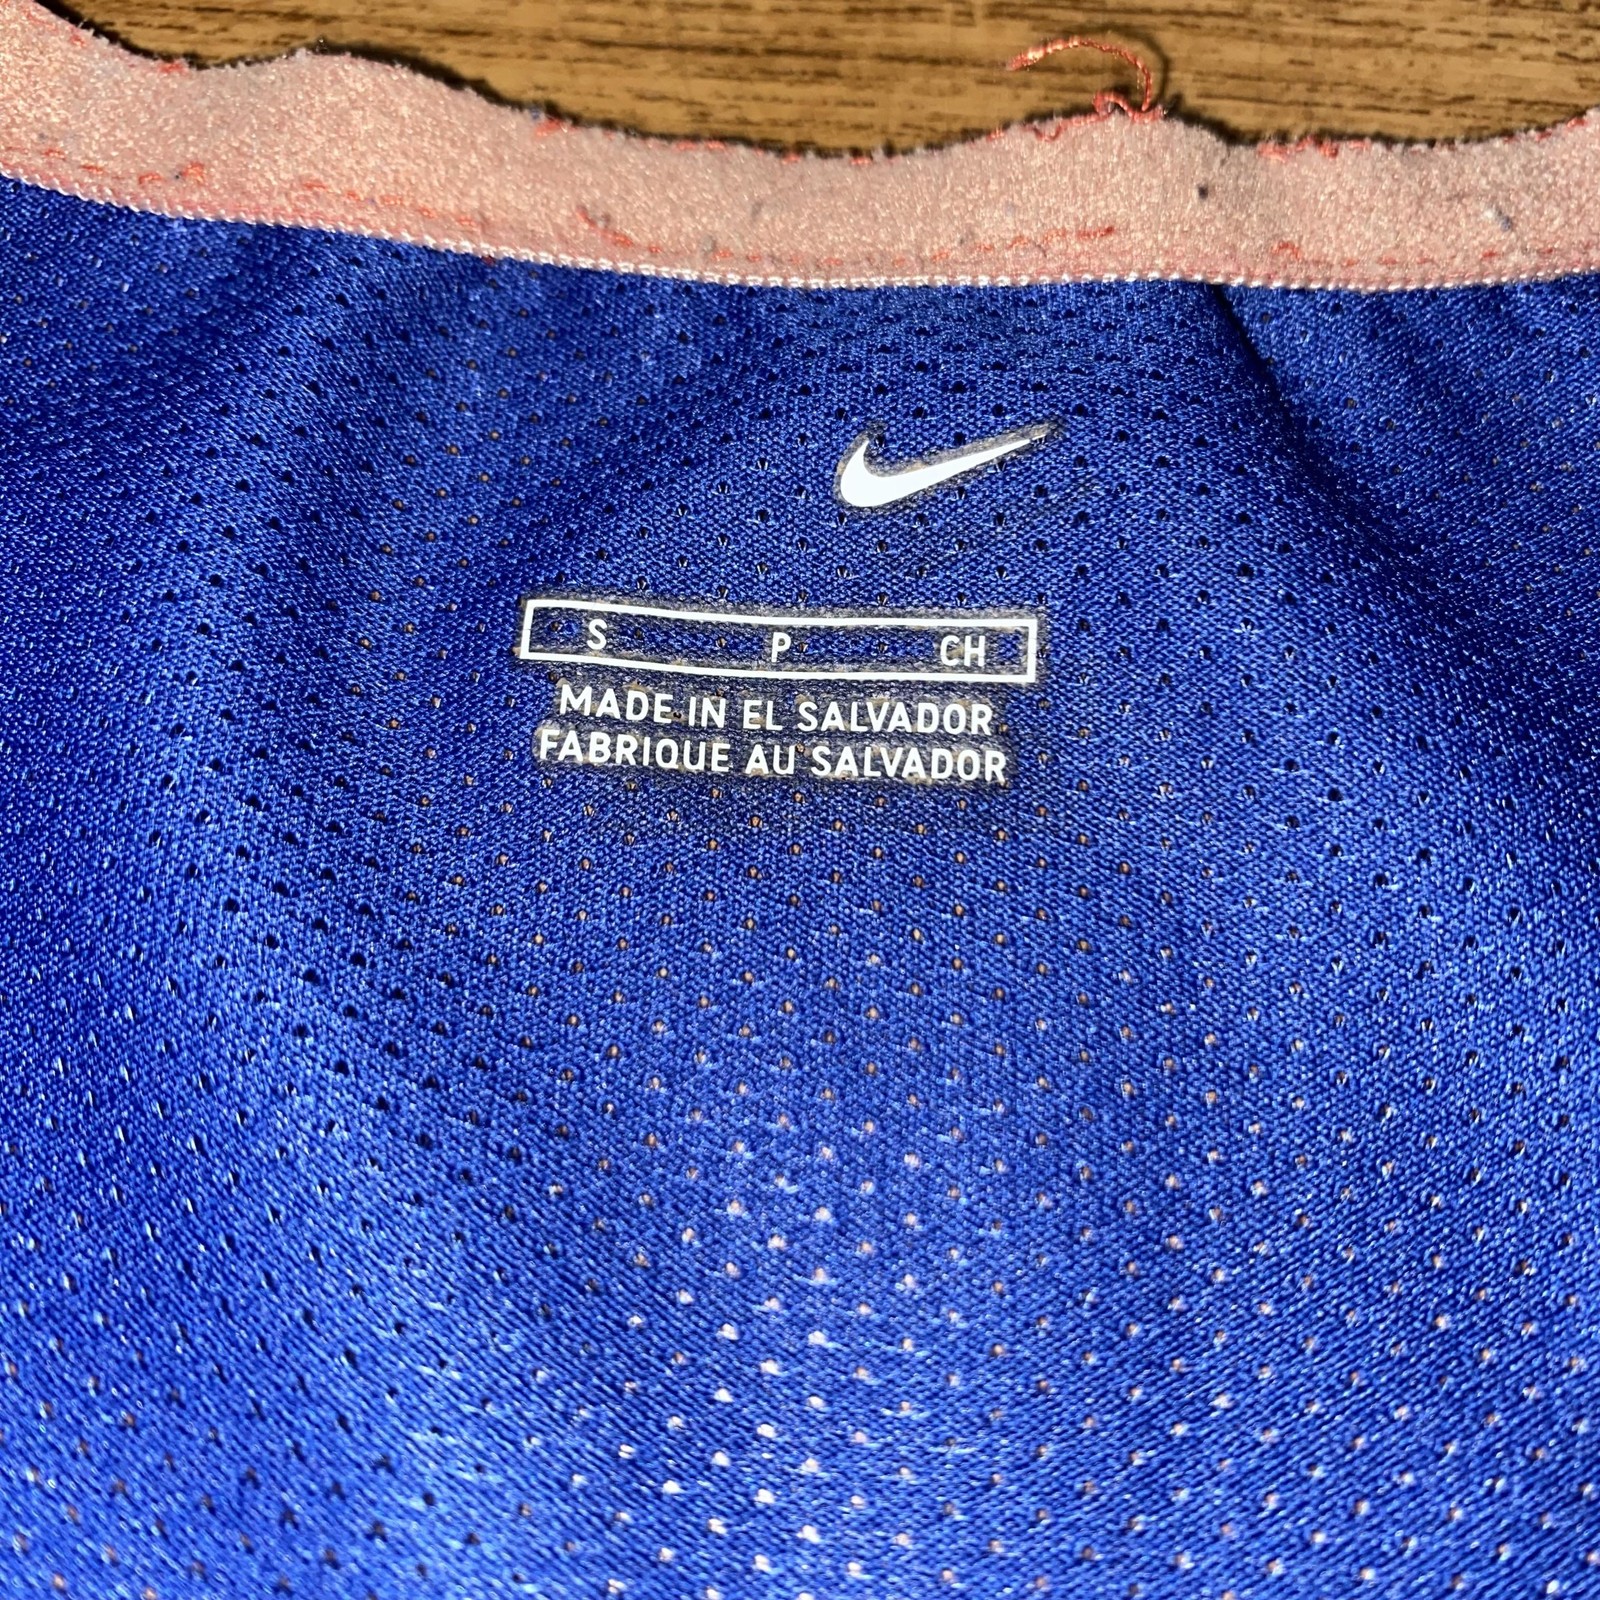 S P CH
MADE IN EL SALVADOR
FABRIQUE AU SALVADOR